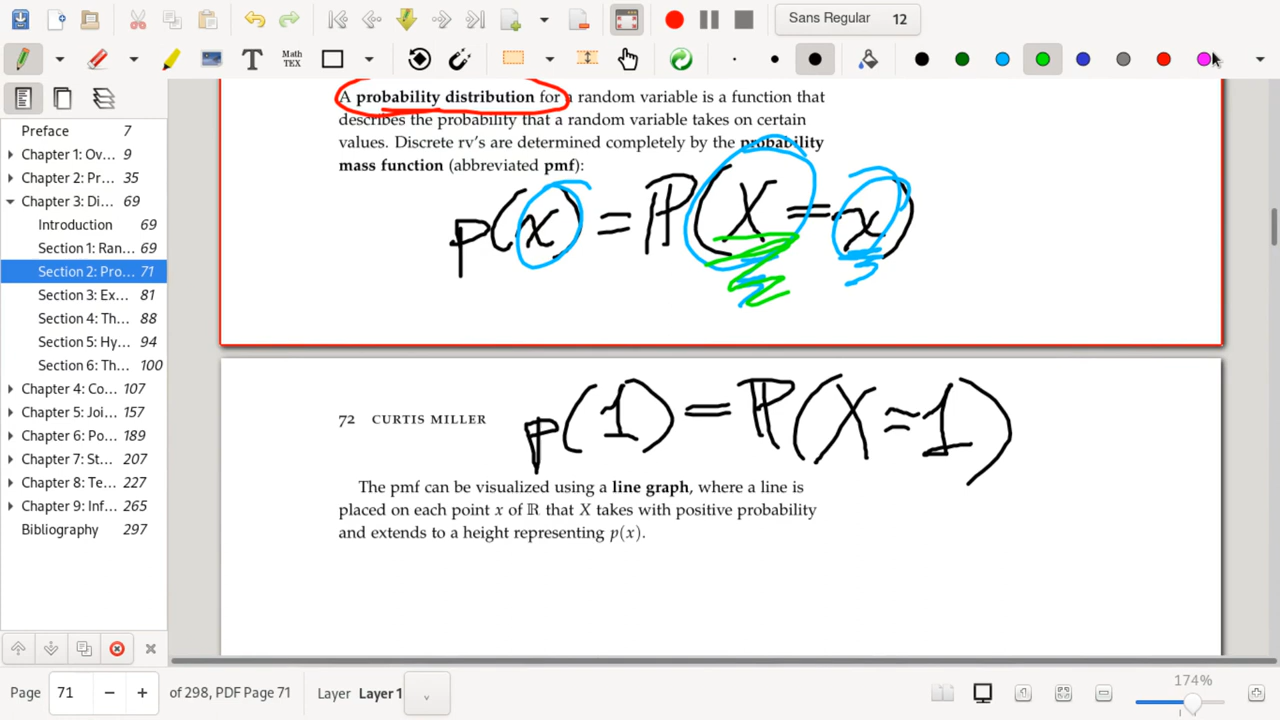 Sans Regular 12
Math
TEX
Preface 7
Chapter 1: Ov... 9
Chapter 2: Pr... 35
Chapter 3: Di... 69
Introduction 69
Section 1: Ran... 69
Section 2: Pro... 71
Section 3: Ex... 81
Section 4: Th... 88
Section 5: Hy... 94
Section 6: Th... 100
Chapter 4: Co... 107
Chapter 5: Joi... 157
Chapter 6: Po... 189
Chapter 7: St... 207
Chapter 8: Te... 227
Chapter 9: Inf... 265
Bibliography 297
A probability distribution for a random variable is a function that
describes the probability that a random variable takes on certain
values. Discrete rv's are determined completely by the probability
mass function (abbreviated pmf):
p(x) = ℙ(X = x)
72 CURTIS MILLER
p(1) = ℙ(X = 1)
The pmf can be visualized using a line graph, where a line is
placed on each point x of ℝ that X takes with positive probability
and extends to a height representing p(x).
Page 71 of 298, PDF Page 71 Layer Layer 1 174%